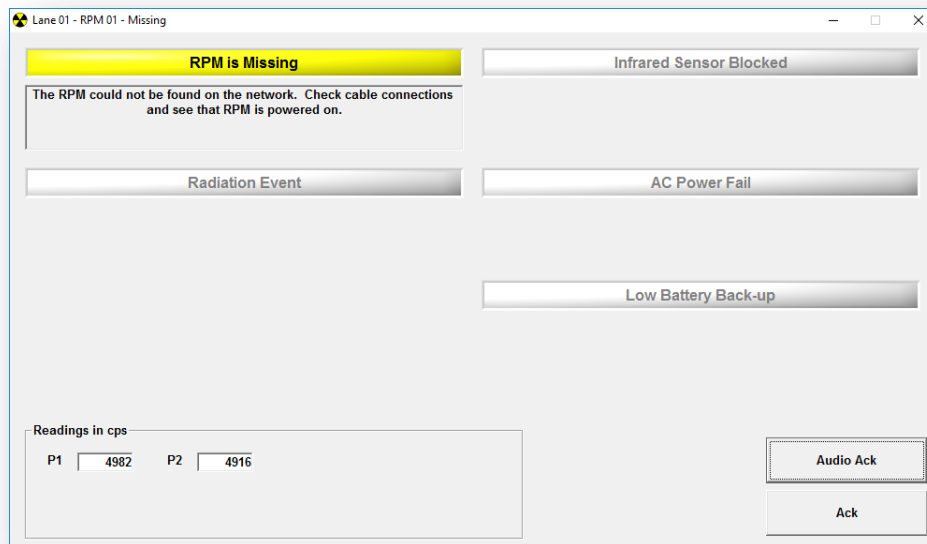 Lane 01 - RPM 01 - Missing
RPM is Missing
Infrared Sensor Blocked
The RPM could not be found on the network. Check cable connections
and see that RPM is powered on.
Radiation Event
AC Power Fail
Low Battery Back-up
Readings in cps
P1 4982 P2 4916
Audio Ack
Ack